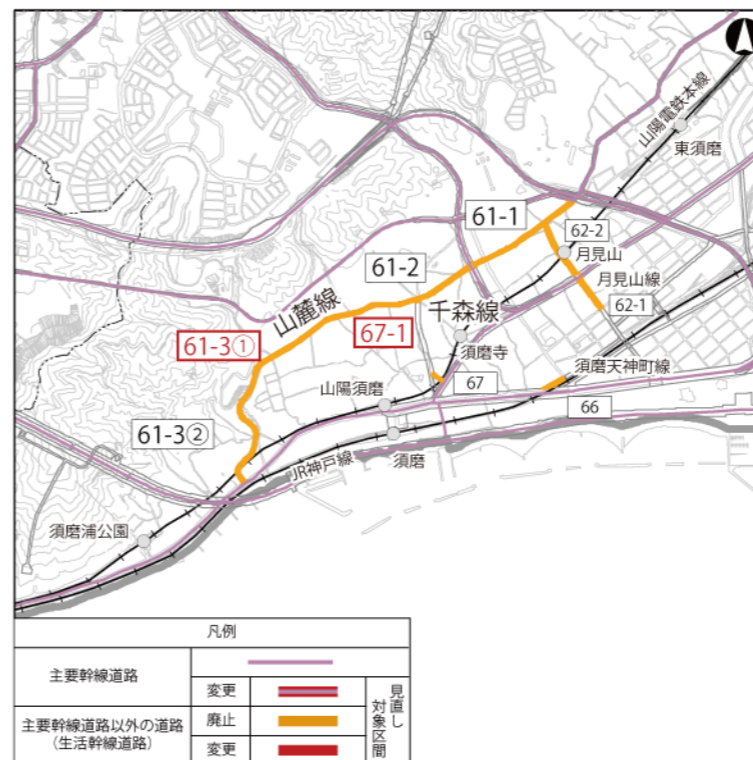 山陽電鉄本線
東須磨
61-1
62-2
月見山
61-2
月見山線
山麓線
千森線
62-1
61-3①
67-1
須磨寺
須磨天神町線
山陽須磨
67
66
61-3②
JR神戸線
須磨
須磨浦公園
凡例
主要幹線道路
変更
主要幹線道路以外の道路
(生活幹線道路)
廃止
変更
見直し
対象区間